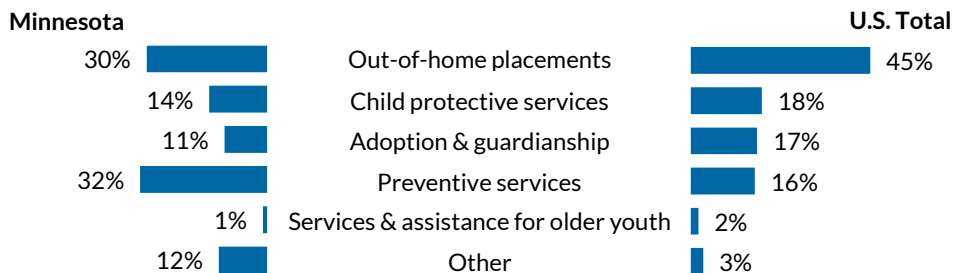 Minnesota U.S. Total
30% Out-of-home placements 45%
14% Child protective services 18%
11% Adoption & guardianship 17%
32% Preventive services 16%
1% Services & assistance for older youth 2%
12% Other 3%